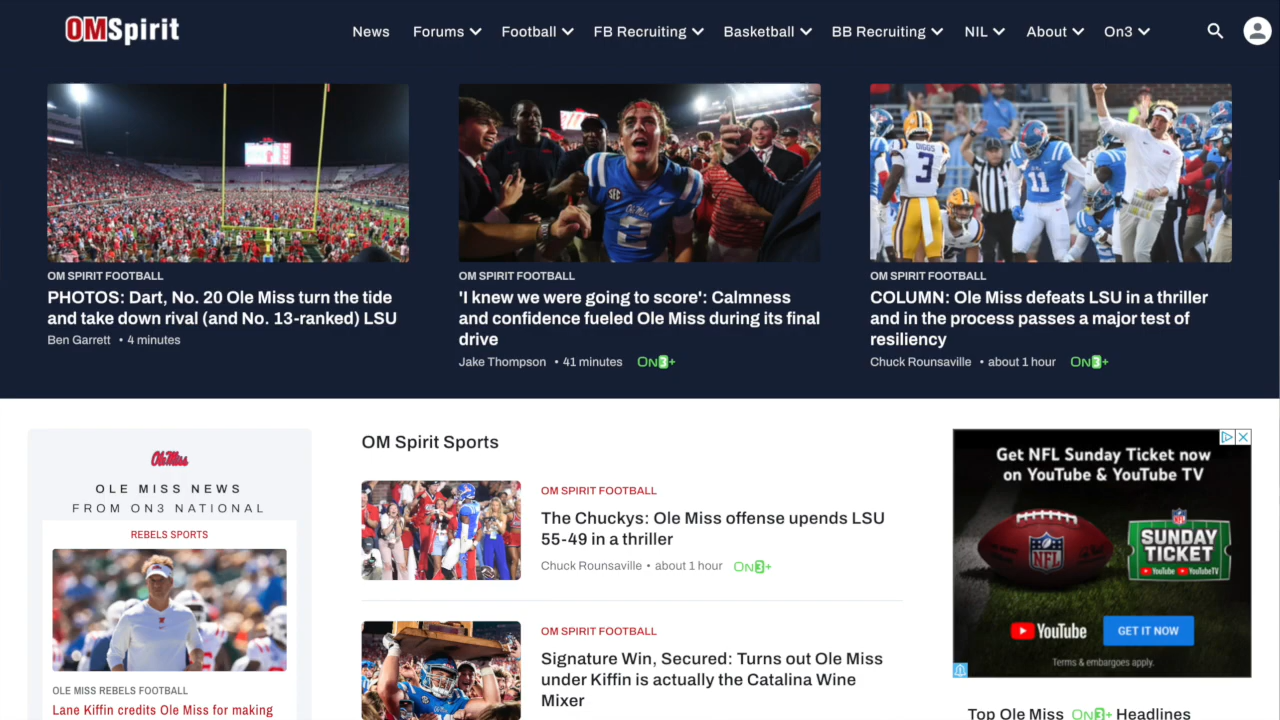 OMSpirit
News
Forums
Football
FB Recruiting
Basketball
BB Recruiting
NIL
About
On3
DIGGS
3
11
Ole Miss
2
OM SPIRIT FOOTBALL
PHOTOS: Dart, No. 20 Ole Miss turn the tide
and take down rival (and No. 13-ranked) LSU
Ben Garrett • 4 minutes
OM SPIRIT FOOTBALL
'I knew we were going to score': Calmness
and confidence fueled Ole Miss during its final
drive
Jake Thompson • 41 minutes ON3+
OM SPIRIT FOOTBALL
COLUMN: Ole Miss defeats LSU in a thriller
and in the process passes a major test of
resiliency
Chuck Rounsaville • about 1 hour ON3+
Ole Miss
OLE MISS NEWS
FROM ON3 NATIONAL
REBELS SPORTS
OLE MISS REBELS FOOTBALL
Lane Kiffin credits Ole Miss for making
OM Spirit Sports
OM SPIRIT FOOTBALL
The Chuckys: Ole Miss offense upends LSU
55-49 in a thriller
Chuck Rounsaville • about 1 hour ON3+
OM SPIRIT FOOTBALL
Signature Win, Secured: Turns out Ole Miss
under Kiffin is actually the Catalina Wine
Mixer
Get NFL Sunday Ticket now
on YouTube & YouTube TV
NFL
NFL
SUNDAY
TICKET
YouTube YouTubeTV
YouTube
GET IT NOW
Terms & embargoes apply.
Top Ole Miss ON3+ Headlines